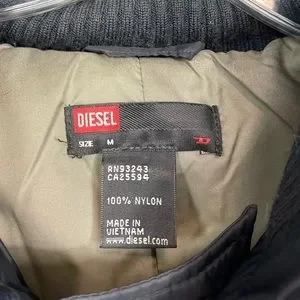 DIESEL
SIZE M D
RN93243
CA25594
100% NYLON
MADE IN
VIETNAM
www.diesel.com